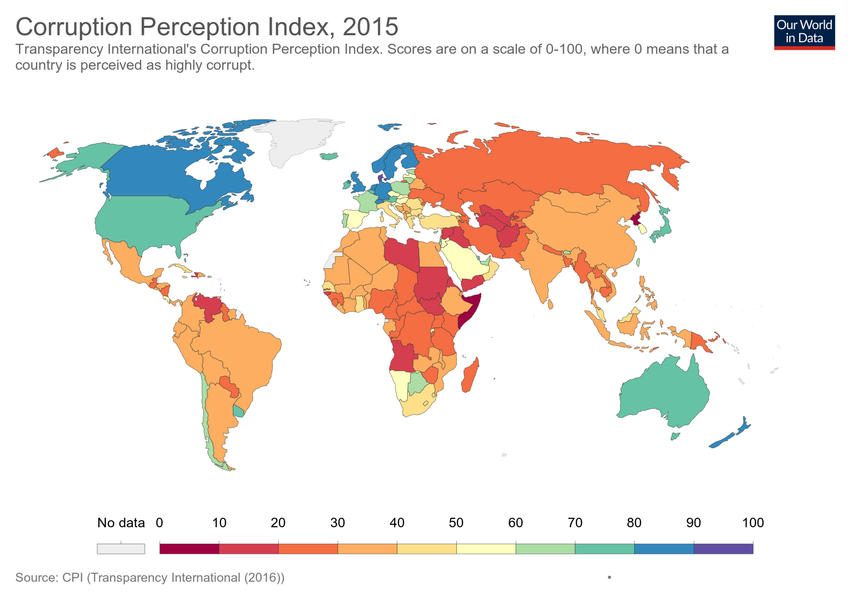 Corruption Perception Index, 2015
Transparency International's Corruption Perception Index. Scores are on a scale of 0-100, where 0 means that a
country is perceived as highly corrupt.
Our World
in Data
No data 0 10 20 30 40 50 60 70 80 90 100
Source: CPI (Transparency International (2016)) •